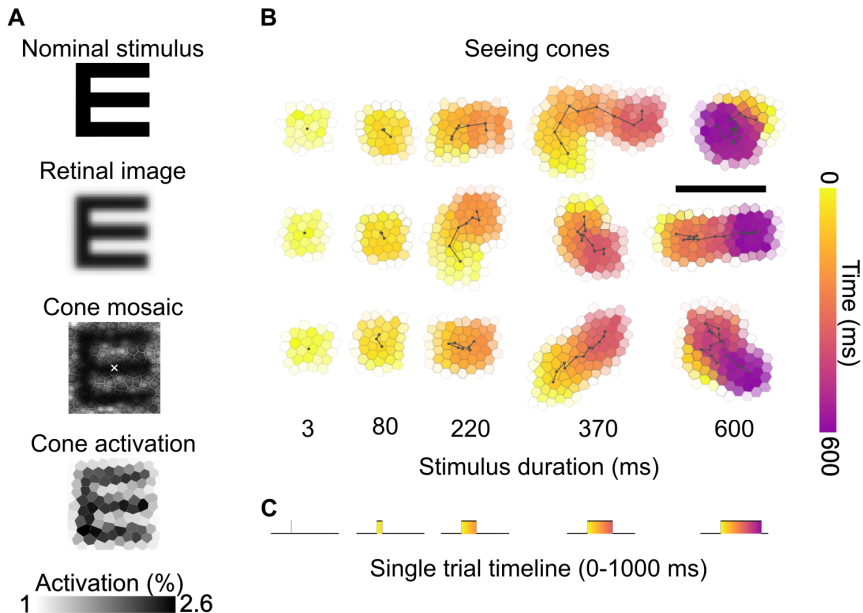 A
Nominal stimulus
E
Retinal image
E
Cone mosaic
E
×
Cone activation
E
Activation (%)
1 2.6
B
Seeing cones
0
Time (ms)
600
3 80 220 370 600
Stimulus duration (ms)
C
Single trial timeline (0-1000 ms)